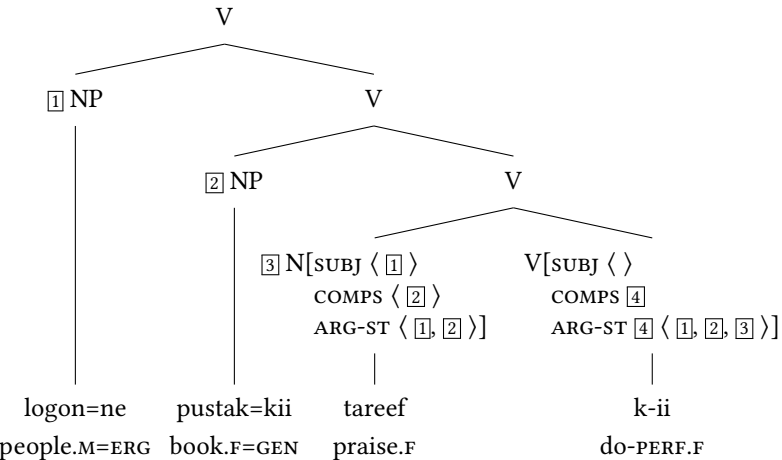 V
1 NP V
2 NP V
3 N[SUBJ ⟨ 1 ⟩ V[SUBJ ⟨ ⟩
COMPS ⟨ 2 ⟩ COMPS 4
ARG-ST ⟨ 1, 2 ⟩] ARG-ST 4 ⟨ 1, 2, 3 ⟩]
logon=ne pustak=kii tareef k-ii
people.M=ERG book.F=GEN praise.F do-PERF.F